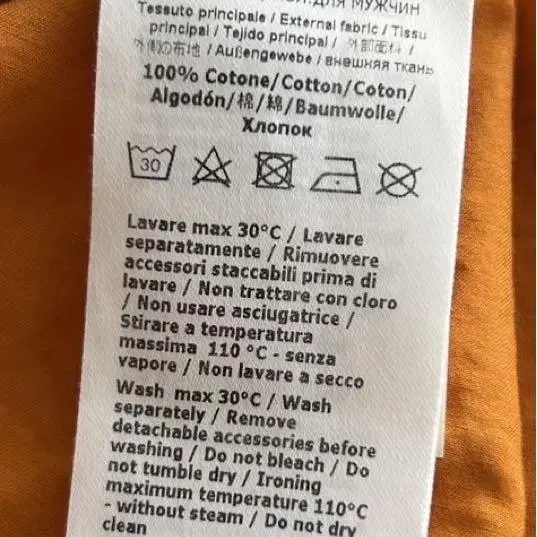 ДЛЯ МУЖЧИН
Tessuto principale / External fabric / Tissu
principal / Tejido principal / 外部面料 /
外側の布地 / Außengewebe / внешняя ткань
100% Cotone/Cotton/Coton/
Algodón/棉/綿/Baumwolle/
Хлопок
30
Lavare max 30°C / Lavare
separatamente / Rimuovere
accessori staccabili prima di
lavare / Non trattare con cloro
/ Non usare asciugatrice /
Stirare a temperatura
massima 110 °C - senza
vapore / Non lavare a secco
Wash max 30°C / Wash
separately / Remove
detachable accessories before
washing / Do not bleach / Do
not tumble dry / Ironing
maximum temperature 110°C
- without steam / Do not dry
clean